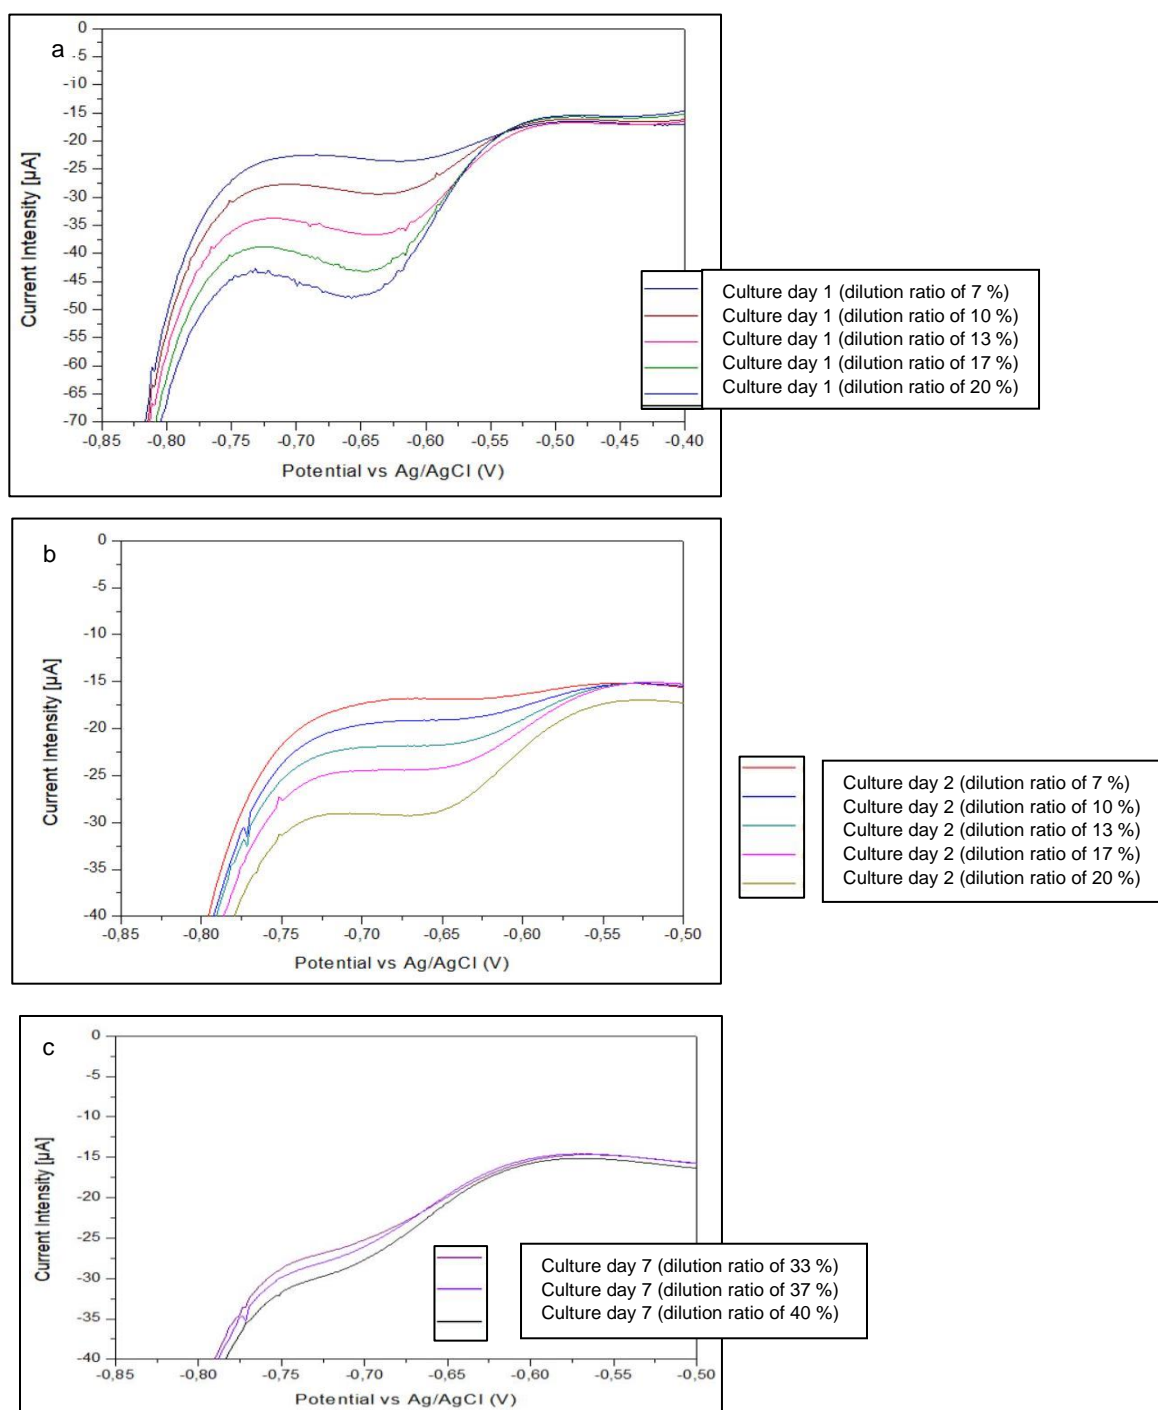 a
0
-5
-10
-15
-20
-25
-30
-35
-40
-45
-50
-55
-60
-65
-70
Current Intensity [µA]
-0,85 -0,80 -0,75 -0,70 -0,65 -0,60 -0,55 -0,50 -0,45 -0,40
Potential vs Ag/AgCl (V)
Culture day 1 (dilution ratio of 7 %)
Culture day 1 (dilution ratio of 10 %)
Culture day 1 (dilution ratio of 13 %)
Culture day 1 (dilution ratio of 17 %)
Culture day 1 (dilution ratio of 20 %)
b
0
-5
-10
-15
-20
-25
-30
-35
-40
Current Intensity [µA]
-0,85 -0,80 -0,75 -0,70 -0,65 -0,60 -0,55 -0,50
Potential vs Ag/AgCl (V)
Culture day 2 (dilution ratio of 7 %)
Culture day 2 (dilution ratio of 10 %)
Culture day 2 (dilution ratio of 13 %)
Culture day 2 (dilution ratio of 17 %)
Culture day 2 (dilution ratio of 20 %)
c
0
-5
-10
-15
-20
-25
-30
-35
-40
Current Intensity [µA]
-0,85 -0,80 -0,75 -0,70 -0,65 -0,60 -0,55 -0,50
Potential vs Ag/AgCl (V)
Culture day 7 (dilution ratio of 33 %)
Culture day 7 (dilution ratio of 37 %)
Culture day 7 (dilution ratio of 40 %)